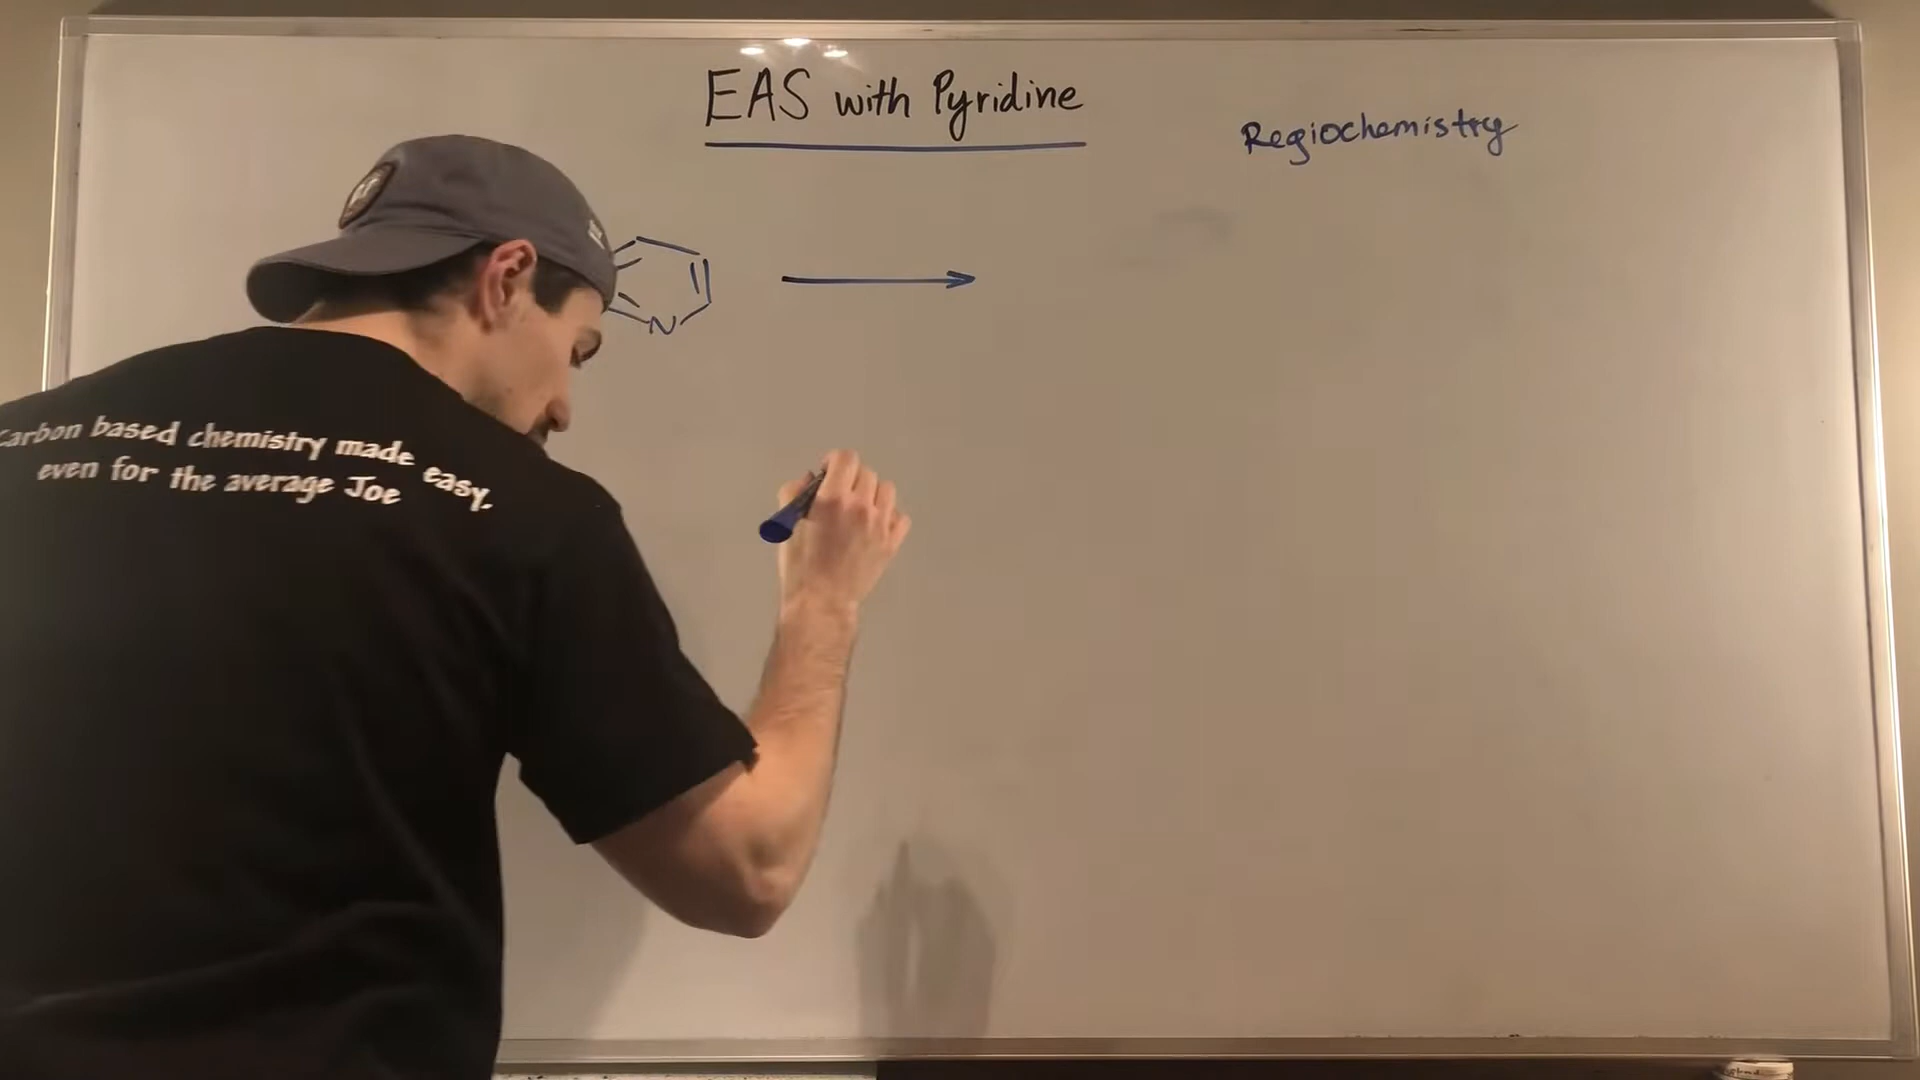 EAS with Pyridine
Regiochemistry
N
Carbon based chemistry made easy,
even for the average Joe